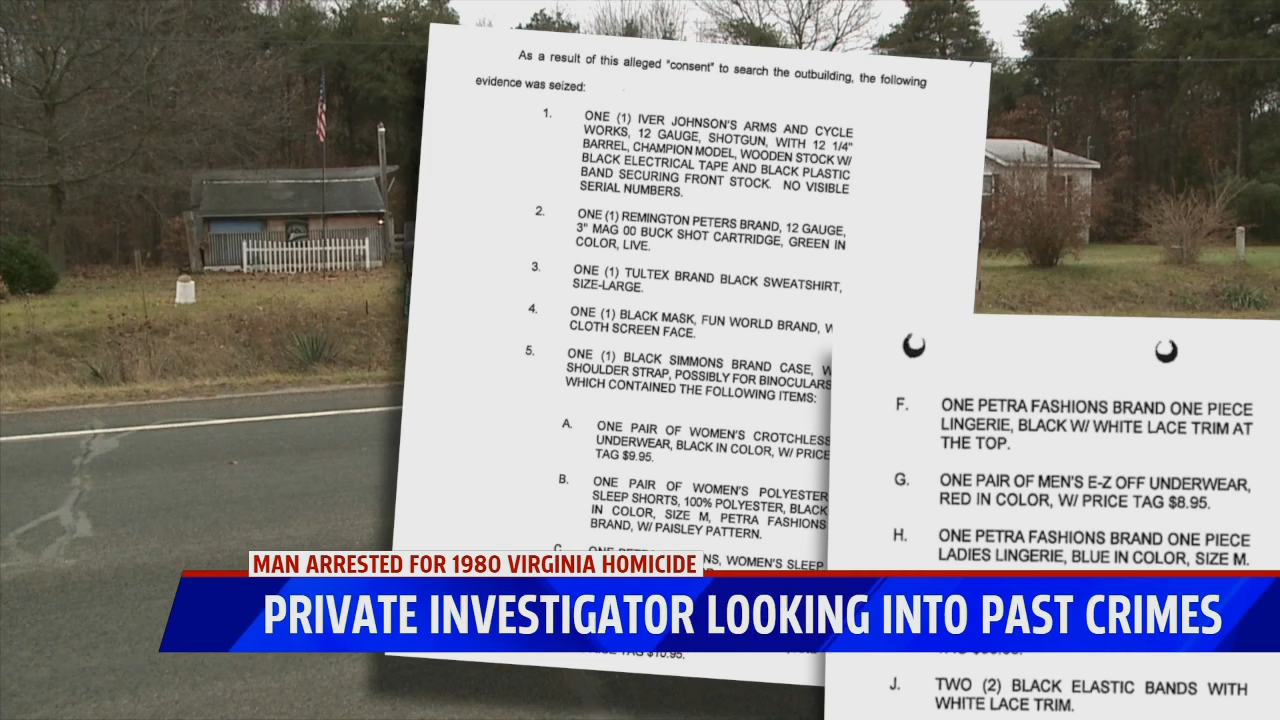 As a result of this alleged "consent" to search the outbuilding, the following
evidence was seized:
1. ONE (1) IVER JOHNSON'S ARMS AND CYCLE
WORKS, 12 GAUGE, SHOTGUN, WITH 12 1/4"
BARREL, CHAMPION MODEL, WOODEN STOCK W/
BLACK ELECTRICAL TAPE AND BLACK PLASTIC
BAND SECURING FRONT STOCK. NO VISIBLE
SERIAL NUMBERS.
2. ONE (1) REMINGTON PETERS BRAND, 12 GAUGE,
3" MAG 00 BUCK SHOT CARTRIDGE, GREEN IN
COLOR, LIVE.
3. ONE (1) TULTEX BRAND BLACK SWEATSHIRT,
SIZE-LARGE.
4. ONE (1) BLACK MASK, FUN WORLD BRAND, W
CLOTH SCREEN FACE.
5. ONE (1) BLACK SIMMONS BRAND CASE, W
SHOULDER STRAP, POSSIBLY FOR BINOCULARS
WHICH CONTAINED THE FOLLOWING ITEMS:
A. ONE PAIR OF WOMEN'S CROTCHLESS
UNDERWEAR, BLACK IN COLOR, W/ PRICE
TAG $9.95.
B. ONE PAIR OF WOMEN'S POLYESTER
SLEEP SHORTS, 100% POLYESTER, BLACK
IN COLOR, SIZE M, PETRA FASHIONS
BRAND, W/ PAISLEY PATTERN.
WOMEN'S SLEEP
TAG $10.95.
F. ONE PETRA FASHIONS BRAND ONE PIECE
LINGERIE, BLACK W/ WHITE LACE TRIM AT
THE TOP.
G. ONE PAIR OF MEN'S E-Z OFF UNDERWEAR,
RED IN COLOR, W/ PRICE TAG $8.95.
H. ONE PETRA FASHIONS BRAND ONE PIECE
LADIES LINGERIE, BLUE IN COLOR, SIZE M.
J. TWO (2) BLACK ELASTIC BANDS WITH
WHITE LACE TRIM.
MAN ARRESTED FOR 1980 VIRGINIA HOMICIDE
PRIVATE INVESTIGATOR LOOKING INTO PAST CRIMES